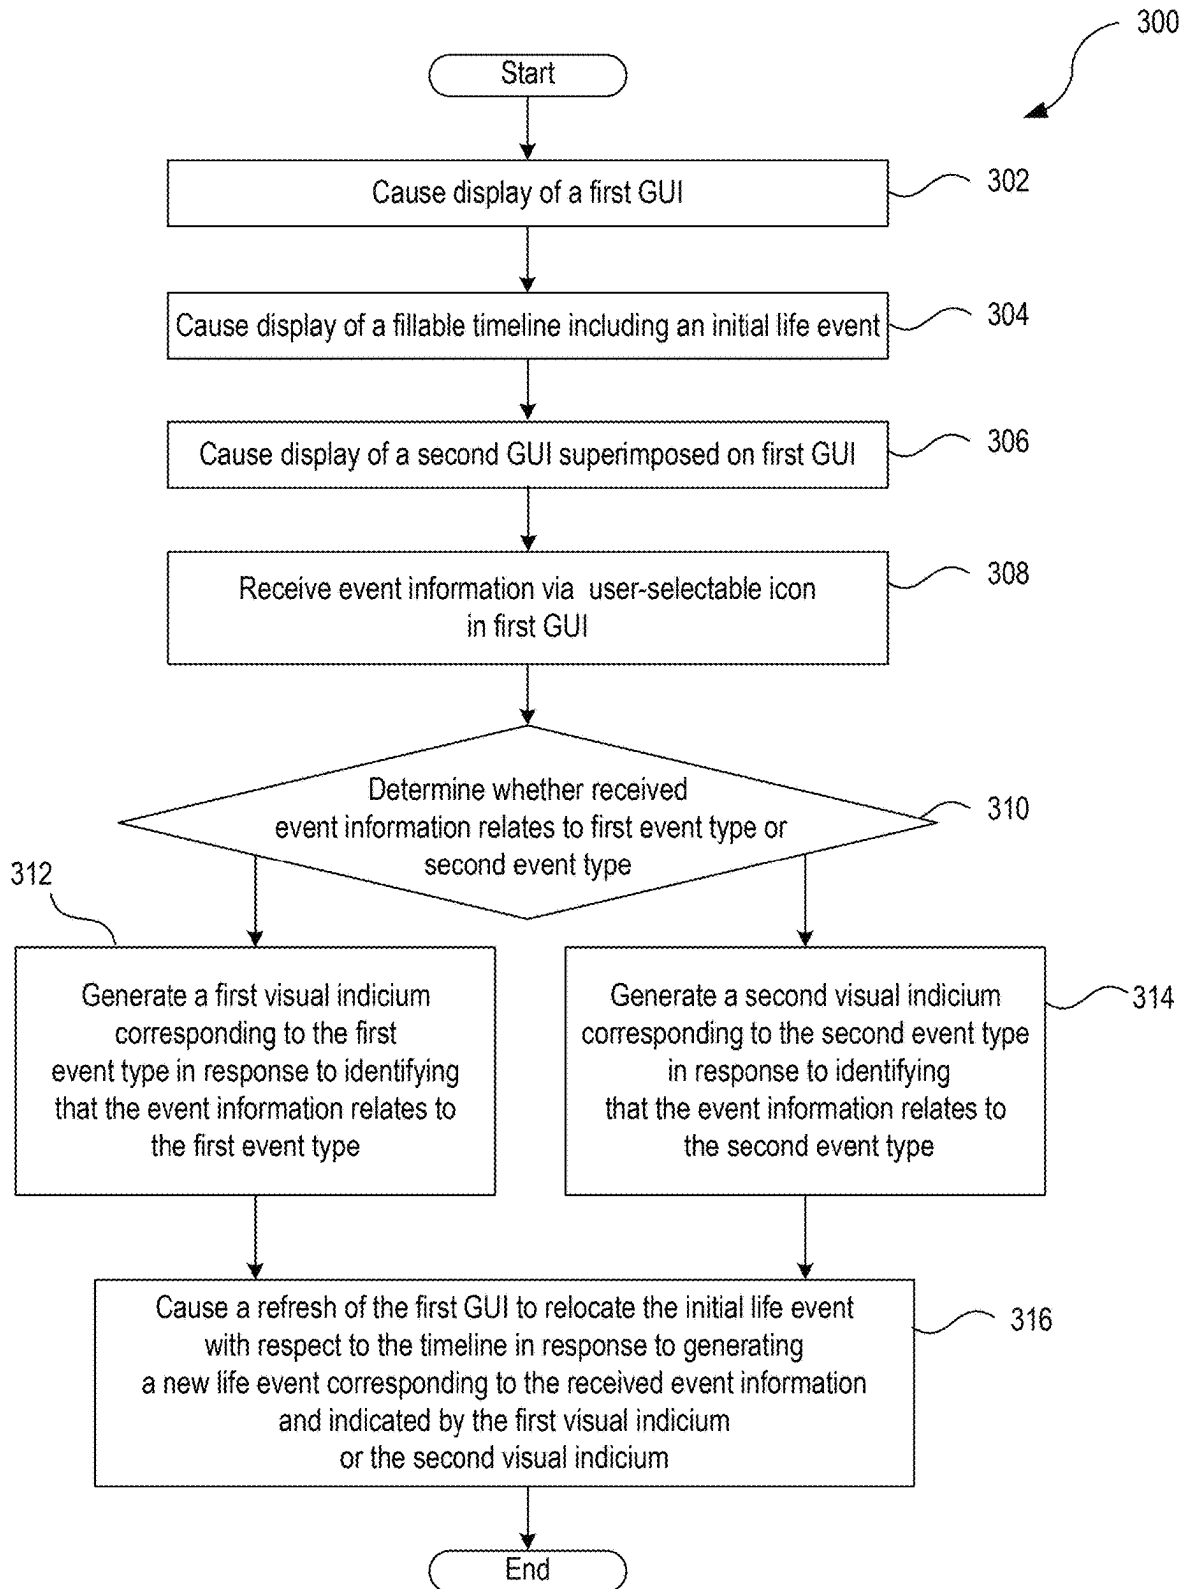 300
Start
Cause display of a first GUI
302
Cause display of a fillable timeline including an initial life event
304
Cause display of a second GUI superimposed on first GUI
306
Receive event information via user-selectable icon
in first GUI
308
Determine whether received
event information relates to first event type or
second event type
310
312
Generate a first visual indicium
corresponding to the first
event type in response to identifying
that the event information relates to
the first event type
Generate a second visual indicium
corresponding to the second event type
in response to identifying
that the event information relates to
the second event type
314
Cause a refresh of the first GUI to relocate the initial life event
with respect to the timeline in response to generating
a new life event corresponding to the received event information
and indicated by the first visual indicium
or the second visual indicium
316
End